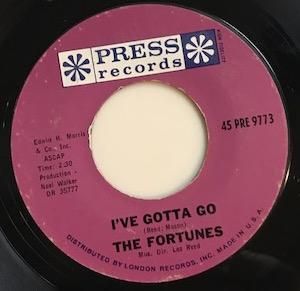 PRESS
records
Edwin H. Morris
& Co., Inc.
ASCAP
Time: 2:30
Production -
Noel Walker
DR 35777
45 PRE 9773
I'VE GOTTA GO
(Reed; Mason)
THE FORTUNES
Mus. Dir. Les Reed
DISTRIBUTED BY LONDON RECORDS, INC. MADE IN U.S.A.